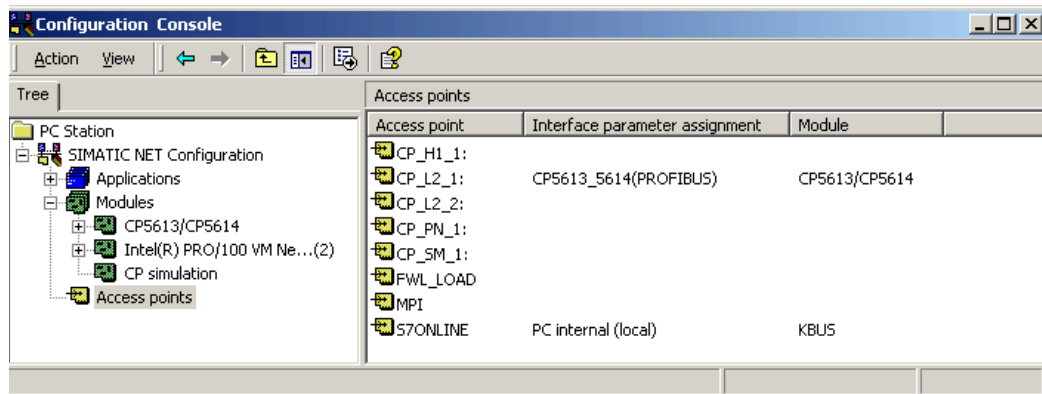 Configuration Console
Action View
Tree
Access points
PC Station
SIMATIC NET Configuration
Applications
Modules
CP5613/CP5614
Intel(R) PRO/100 VM Ne...(2)
CP simulation
Access points
Access point Interface parameter assignment Module
CP_H1_1:
CP_L2_1: CP5613_5614(PROFIBUS) CP5613/CP5614
CP_L2_2:
CP_PN_1:
CP_SM_1:
FWL_LOAD
MPI
S7ONLINE PC internal (local) KBUS